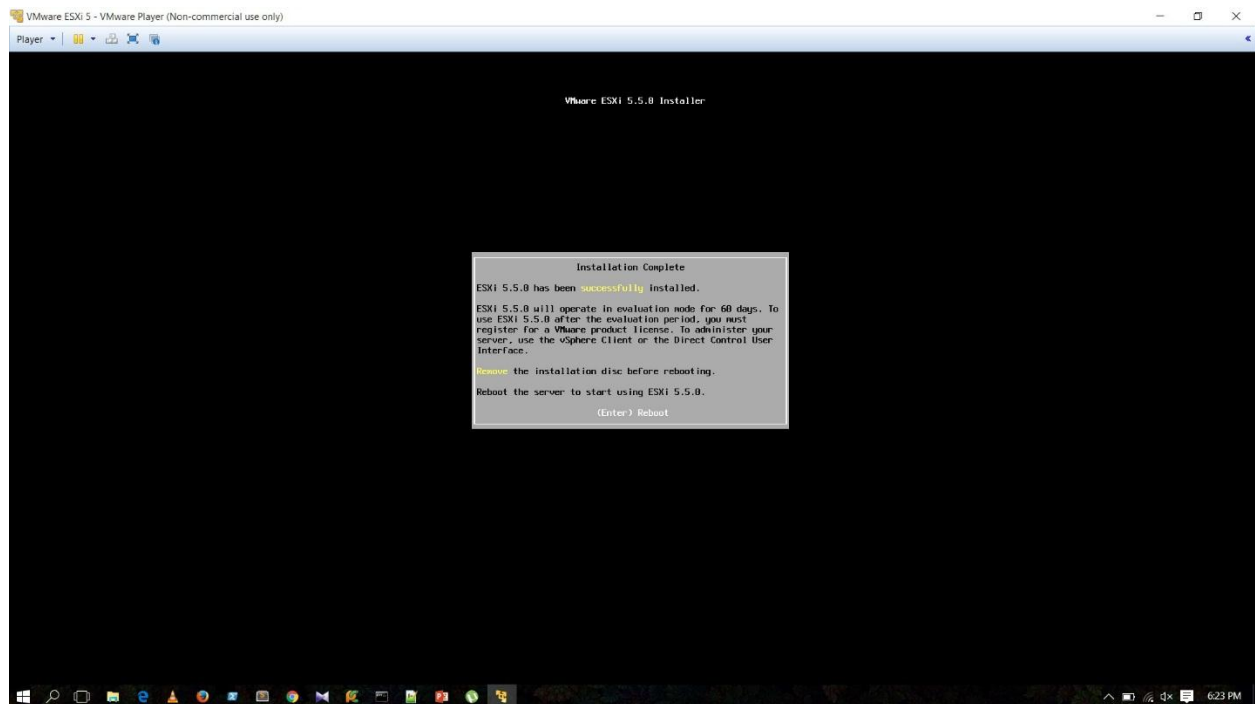 VMware ESXi 5 - VMware Player (Non-commercial use only)
Player
VMware ESXi 5.5.0 Installer
Installation Complete
ESXi 5.5.0 has been successfully installed.
ESXi 5.5.0 will operate in evaluation mode for 60 days. To
use ESXi 5.5.0 after the evaluation period, you must
register for a VMware product license. To administer your
server, use the vSphere Client or the Direct Control User
Interface.
Remove the installation disc before rebooting.
Reboot the server to start using ESXi 5.5.0.
(Enter) Reboot
6:23 PM